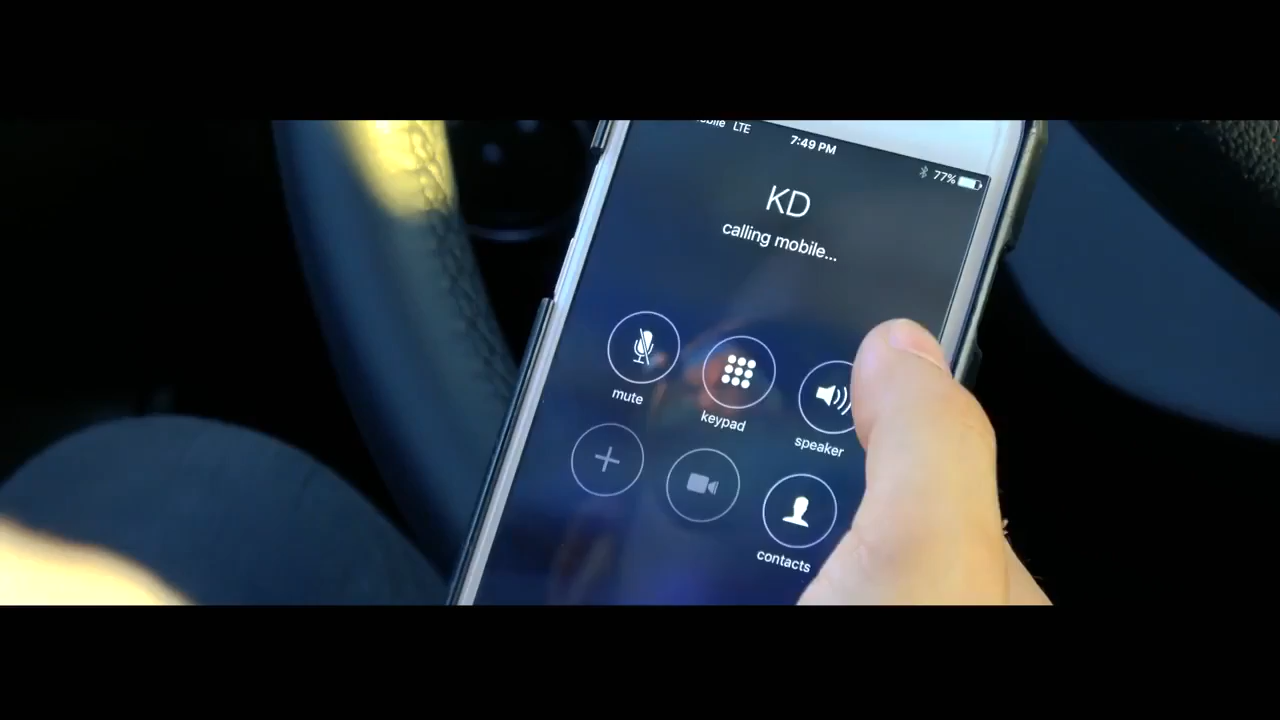 LTE
7:49 PM
77%
KD
calling mobile...
mute
keypad
speaker
contacts